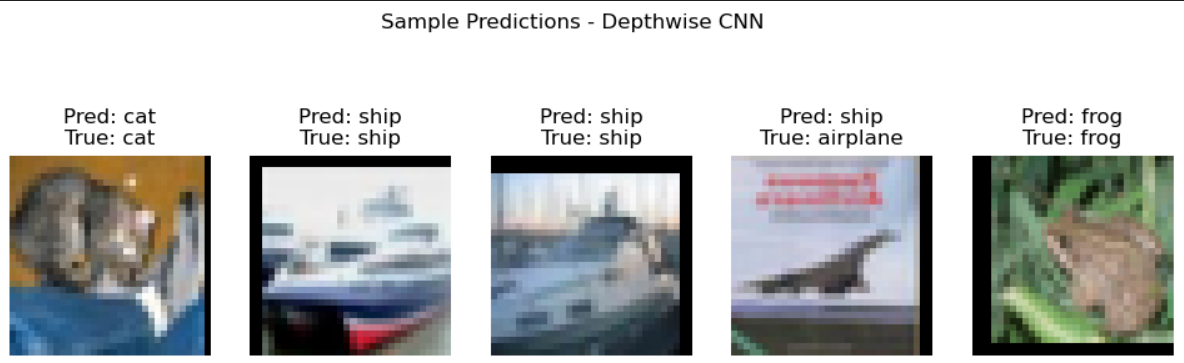 Sample Predictions - Depthwise CNN
Pred: cat
True: cat
Pred: ship
True: ship
Pred: ship
True: ship
Pred: ship
True: airplane
Pred: frog
True: frog